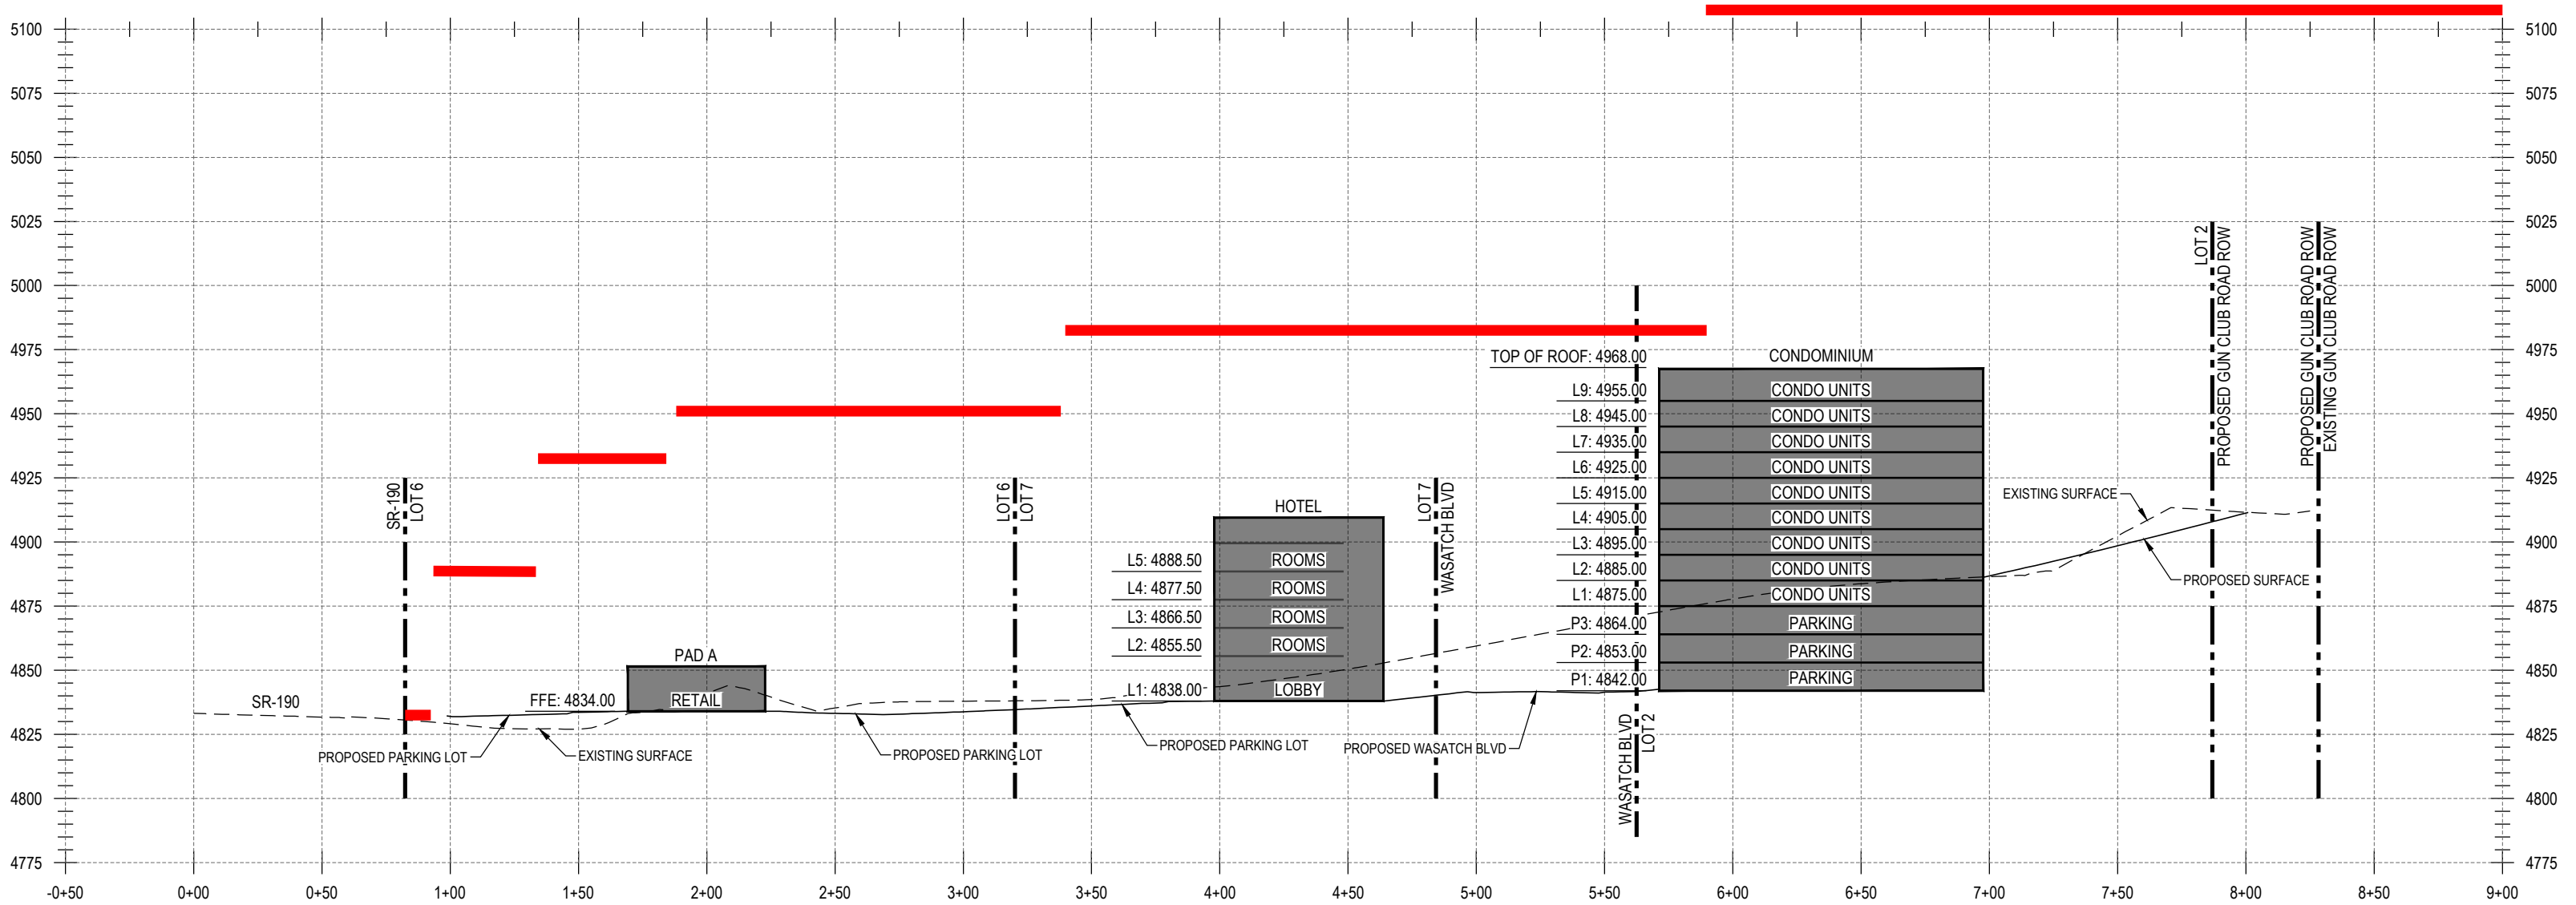 5100
5100
5075
5075
5050
5050
5025
5025
5000
5000
4975
4975
4950
4950
4925
4925
4900
4900
4875
4875
4850
4850
4825
4825
4800
4800
4775
4775
SR-190
SR-190
LOT 6
PROPOSED PARKING LOT
EXISTING SURFACE
FFE: 4834.00
PAD A
RETAIL
PROPOSED PARKING LOT
LOT 6
LOT 7
PROPOSED PARKING LOT
HOTEL
L5: 4888.50
ROOMS
L4: 4877.50
ROOMS
L3: 4866.50
ROOMS
L2: 4855.50
ROOMS
L1: 4838.00
LOBBY
LOT 7
WASATCH BLVD
PROPOSED WASATCH BLVD
WASATCH BLVD
LOT 2
TOP OF ROOF: 4968.00
CONDOMINIUM
L9: 4955.00
CONDO UNITS
L8: 4945.00
CONDO UNITS
L7: 4935.00
CONDO UNITS
L6: 4925.00
CONDO UNITS
L5: 4915.00
CONDO UNITS
L4: 4905.00
CONDO UNITS
L3: 4895.00
CONDO UNITS
L2: 4885.00
CONDO UNITS
L1: 4875.00
CONDO UNITS
P3: 4864.00
PARKING
P2: 4853.00
PARKING
P1: 4842.00
PARKING
EXISTING SURFACE
PROPOSED SURFACE
LOT 2
PROPOSED GUN CLUB ROAD ROW
PROPOSED GUN CLUB ROAD ROW
EXISTING GUN CLUB ROAD ROW
-0+50
0+00
0+50
1+00
1+50
2+00
2+50
3+00
3+50
4+00
4+50
5+00
5+50
6+00
6+50
7+00
7+50
8+00
8+50
9+00